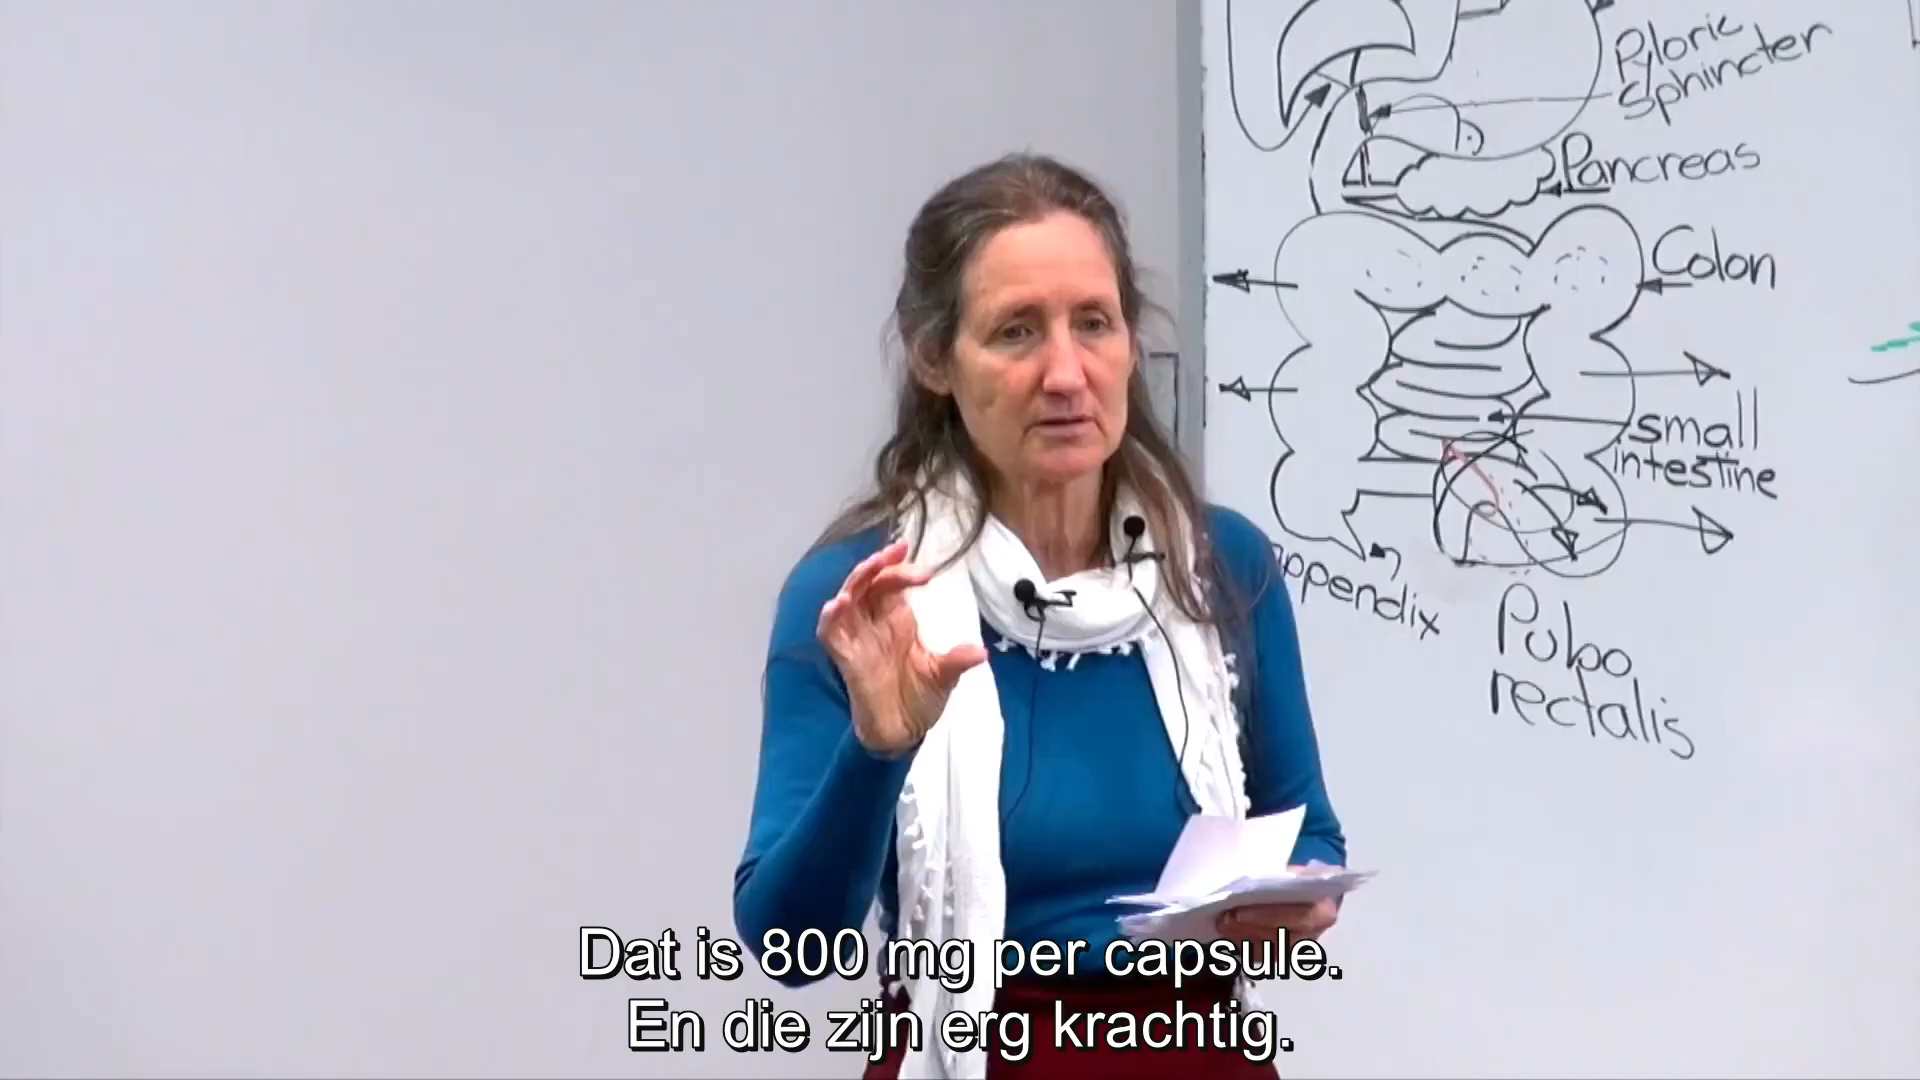 Pyloric
Sphincter
Pancreas
Colon
small
intestine
appendix
Pubo
rectalis
Dat is 800 mg per capsule.
En die zijn erg krachtig.